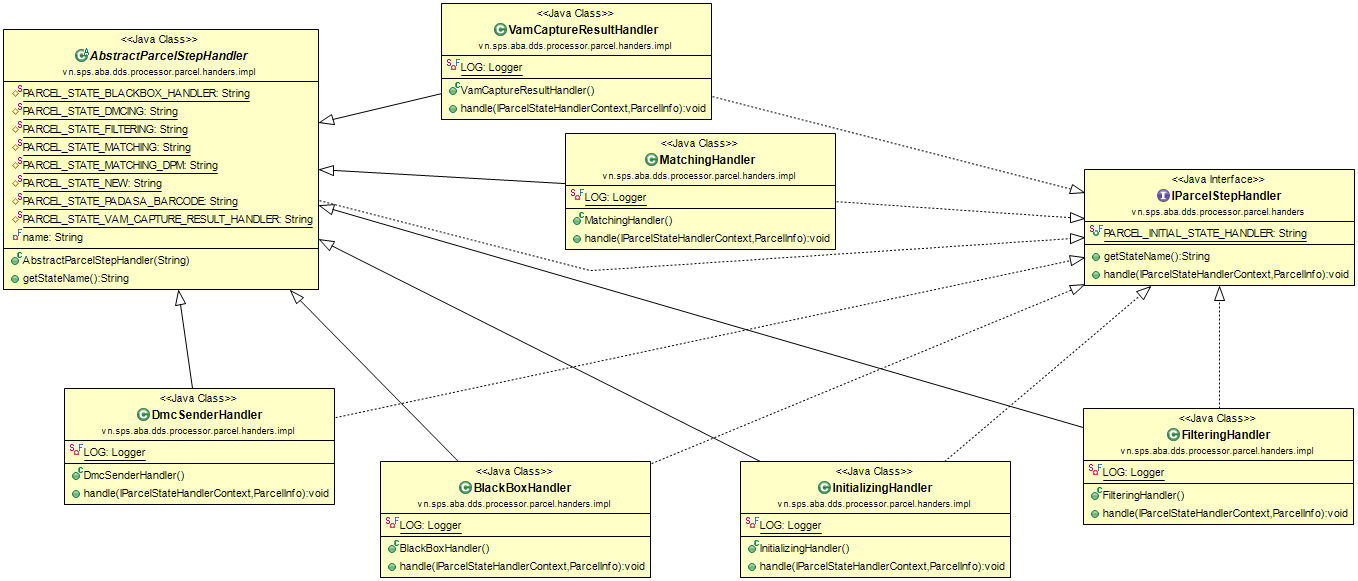 <<Java Class>>
AbstractParcelStepHandler
vn.sps.aba.dds.processor.parcel.handers.impl
PARCEL_STATE_BLACKBOX_HANDLER: String
PARCEL_STATE_DMCING: String
PARCEL_STATE_FILTERING: String
PARCEL_STATE_MATCHING: String
PARCEL_STATE_MATCHING_DPM: String
PARCEL_STATE_NEW: String
PARCEL_STATE_PADASA_BARCODE: String
PARCEL_STATE_VAM_CAPTURE_RESULT_HANDLER: String
name: String
AbstractParcelStepHandler(String)
getStateName():String
<<Java Class>>
VamCaptureResultHandler
vn.sps.aba.dds.processor.parcel.handers.impl
LOG: Logger
VamCaptureResultHandler()
handle(IParcelStateHandlerContext,ParcelInfo):void
<<Java Class>>
MatchingHandler
vn.sps.aba.dds.processor.parcel.handers.impl
LOG: Logger
MatchingHandler()
handle(IParcelStateHandlerContext,ParcelInfo):void
<<Java Interface>>
IParcelStepHandler
vn.sps.aba.dds.processor.parcel.handers
PARCEL_INITIAL_STATE_HANDLER: String
getStateName():String
handle(IParcelStateHandlerContext,ParcelInfo):void
<<Java Class>>
DmcSenderHandler
vn.sps.aba.dds.processor.parcel.handers.impl
LOG: Logger
DmcSenderHandler()
handle(IParcelStateHandlerContext,ParcelInfo):void
<<Java Class>>
BlackBoxHandler
vn.sps.aba.dds.processor.parcel.handers.impl
LOG: Logger
BlackBoxHandler()
handle(IParcelStateHandlerContext,ParcelInfo):void
<<Java Class>>
InitializingHandler
vn.sps.aba.dds.processor.parcel.handers.impl
LOG: Logger
InitializingHandler()
handle(IParcelStateHandlerContext,ParcelInfo):void
<<Java Class>>
FilteringHandler
vn.sps.aba.dds.processor.parcel.handers.impl
LOG: Logger
FilteringHandler()
handle(IParcelStateHandlerContext,ParcelInfo):void